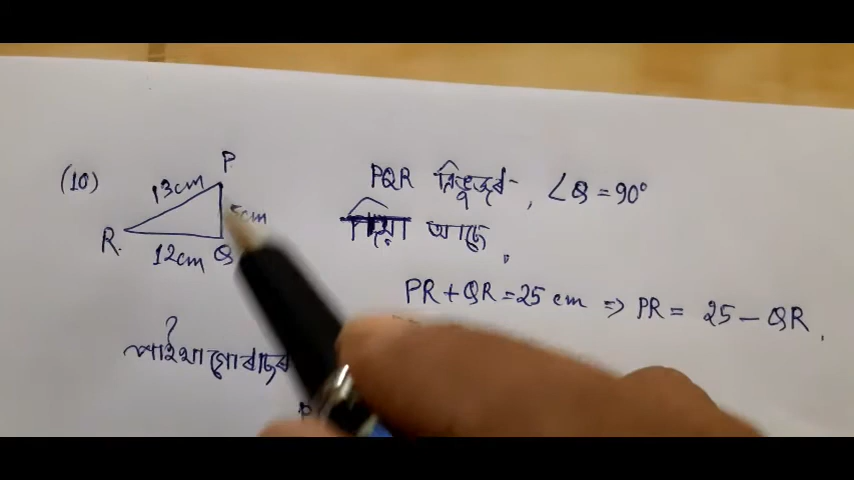 (10)
P
13cm
5cm
R
12cm Q
PQR ত্ৰিভুজৰ, ∠Q = 90°
দিয়া আছে,
PR + QR = 25 cm ⇒ PR = 25 - QR.
পাইথাগোৰাছৰ